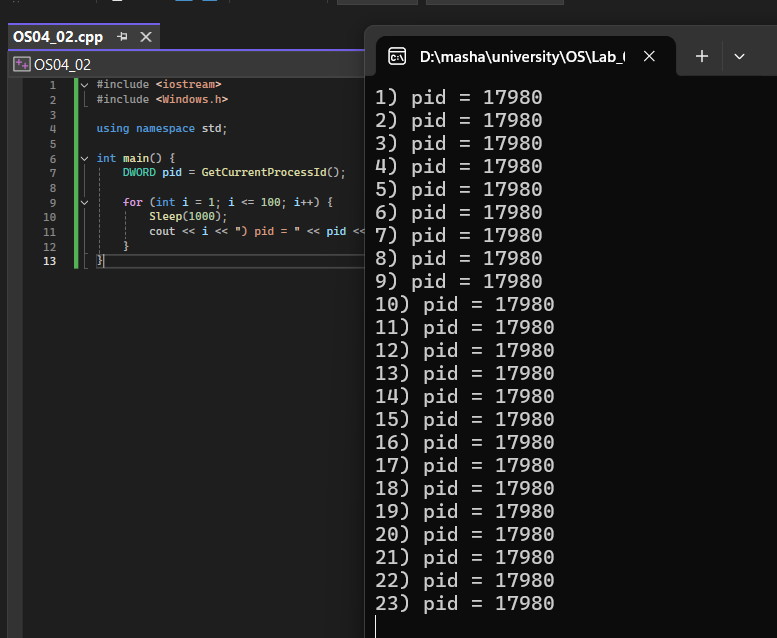 OS04_02.cpp
OS04_02
1 #include <iostream>
2 #include <Windows.h>
3
4 using namespace std;
5
6 int main() {
7 DWORD pid = GetCurrentProcessId();
8
9 for (int i = 1; i <= 100; i++) {
10 Sleep(1000);
11 cout << i << ") pid = " << pid <<
12 }
13 }
D:\masha\university\OS\Lab_
1) pid = 17980
2) pid = 17980
3) pid = 17980
4) pid = 17980
5) pid = 17980
6) pid = 17980
7) pid = 17980
8) pid = 17980
9) pid = 17980
10) pid = 17980
11) pid = 17980
12) pid = 17980
13) pid = 17980
14) pid = 17980
15) pid = 17980
16) pid = 17980
17) pid = 17980
18) pid = 17980
19) pid = 17980
20) pid = 17980
21) pid = 17980
22) pid = 17980
23) pid = 17980